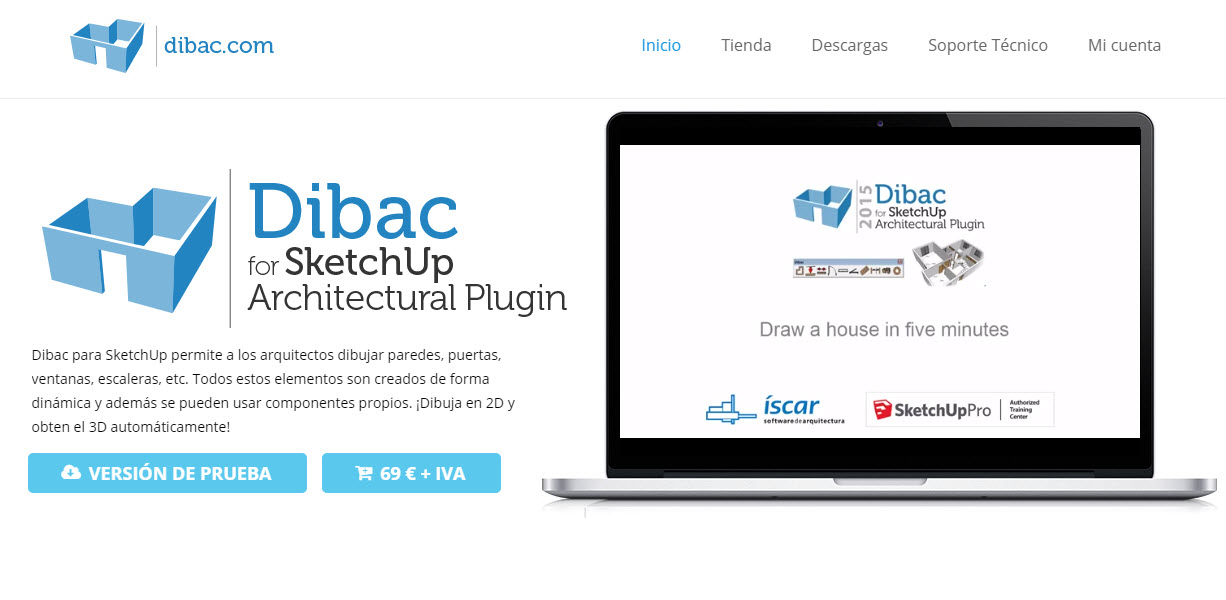 dibac.com
Inicio
Tienda
Descargas
Soporte Técnico
Mi cuenta
Dibac
for SketchUp
Architectural Plugin
Dibac para SketchUp permite a los arquitectos dibujar paredes, puertas,
ventanas, escaleras, etc. Todos estos elementos son creados de forma
dinámica y además se pueden usar componentes propios. ¡Dibuja en 2D y
obten el 3D automáticamente!
VERSIÓN DE PRUEBA
69 € + IVA
2015
Dibac
for SketchUp
Architectural Plugin
Draw a house in five minutes
íscar
softwaredearquitectura
SketchUpPro
Authorized
Training
Center